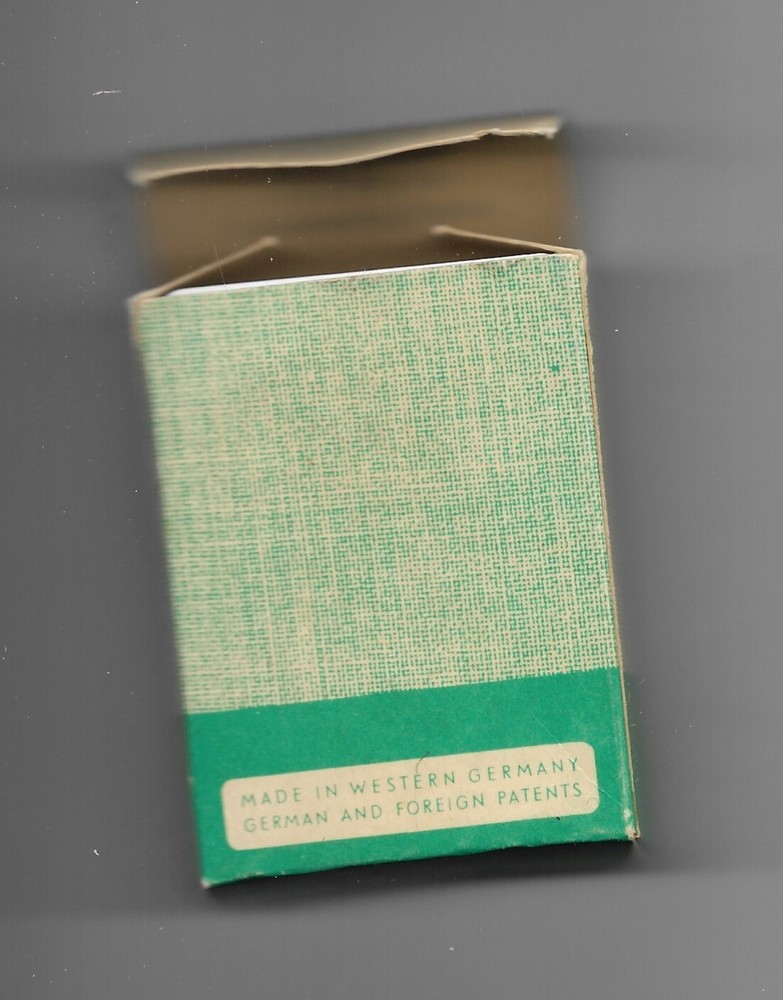 MADE IN WESTERN GERMANY
GERMAN AND FOREIGN PATENTS